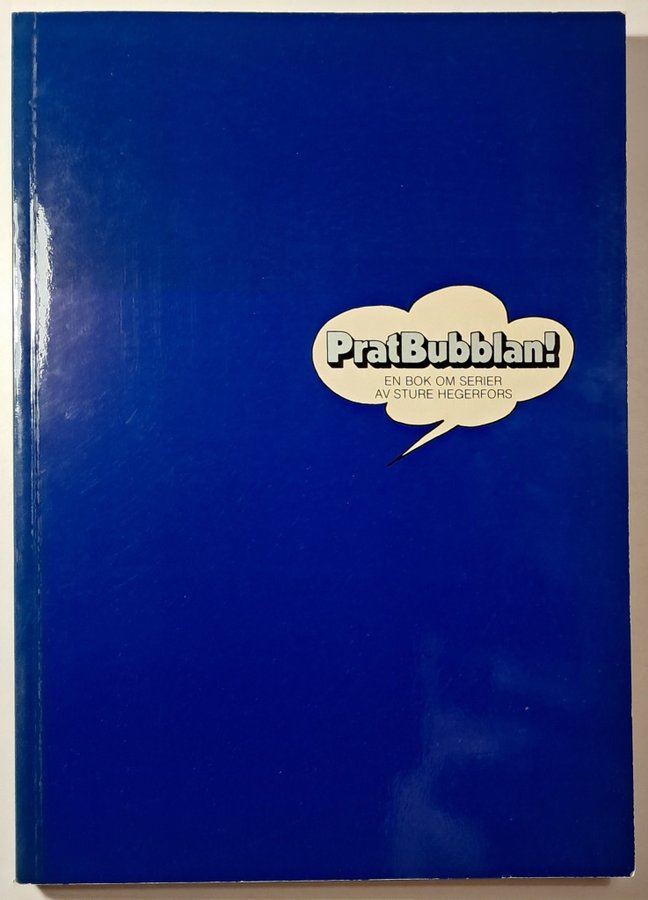 PratBubblan!
EN BOK OM SERIER
AV STURE HEGERFORS